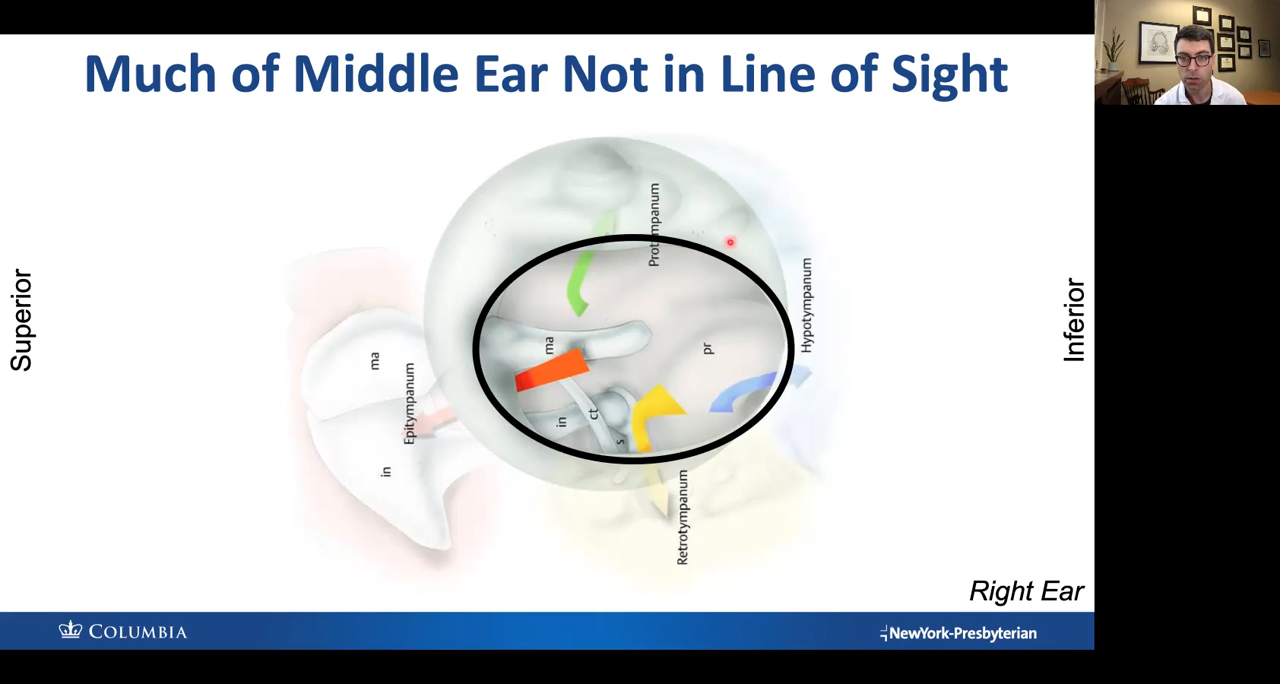 Much of Middle Ear Not in Line of Sight
Superior
Inferior
Protympanum
Hypotympanum
Epitympanum
Retrotympanum
ma
in
ma
in
ct
s
pr
Right Ear
COLUMBIA
NewYork-Presbyterian